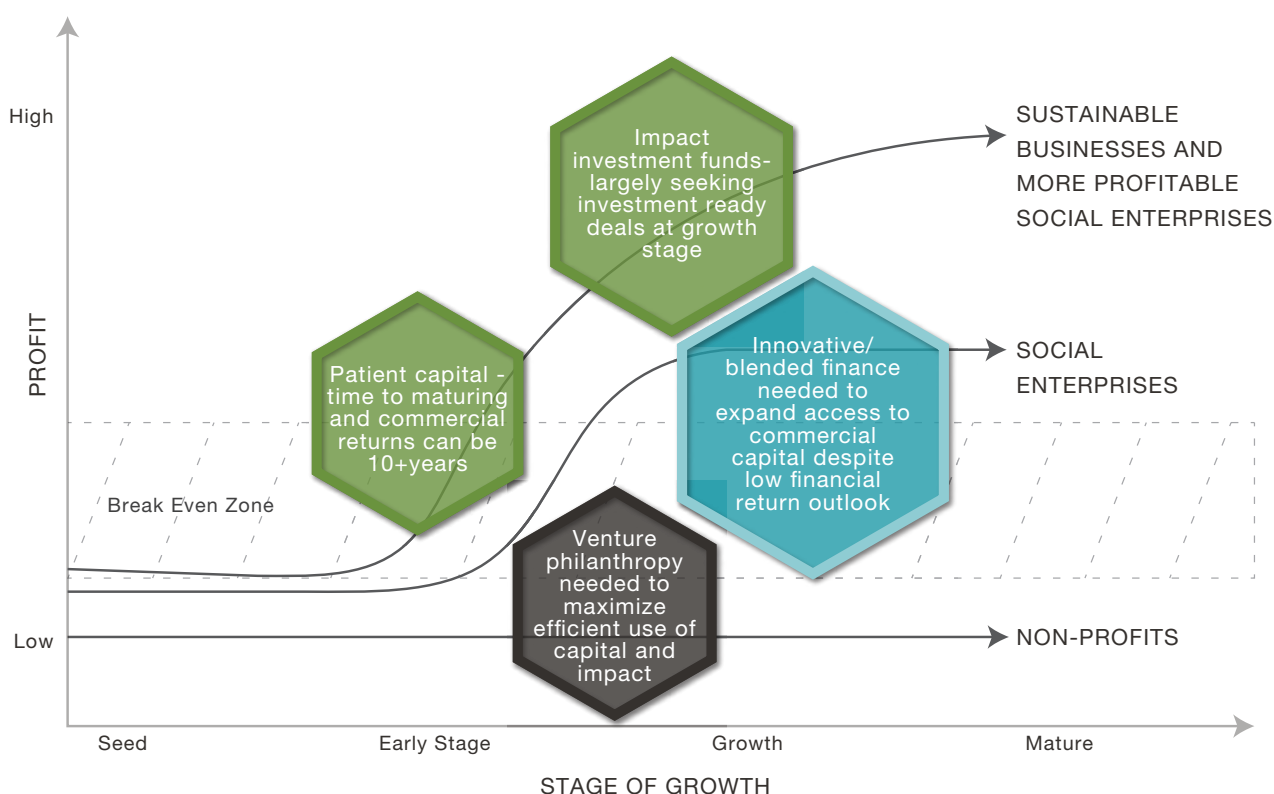 High
PROFIT
Low
Impact
investment funds-
largely seeking
investment ready
deals at growth
stage
SUSTAINABLE
BUSINESSES AND
MORE PROFITABLE
SOCIAL ENTERPRISES
Patient capital -
time to maturing
and commercial
returns can be
10+years
Innovative/
blended finance
needed to
expand access to
commercial
capital despite
low financial
return outlook
SOCIAL
ENTERPRISES
Break Even Zone
Venture
philanthropy
needed to
maximize
efficient use of
capital and
impact
NON-PROFITS
Seed
Early Stage
Growth
Mature
STAGE OF GROWTH